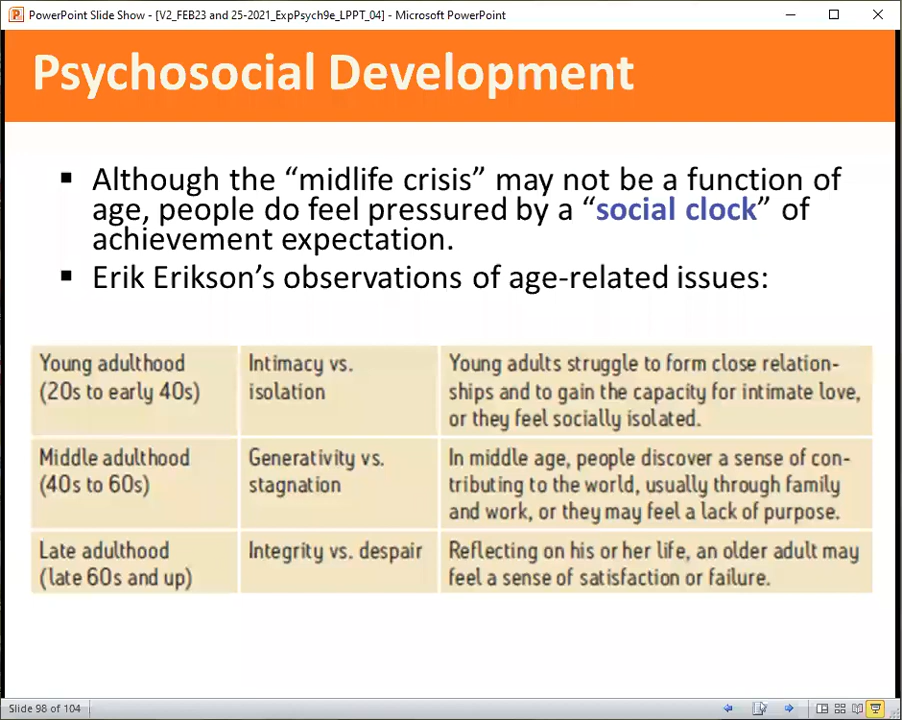 PowerPoint Slide Show - [V2_FEB23 and 25-2021_ExpPsych9e_LPPT_04] - Microsoft PowerPoint
Psychosocial Development
▪ Although the “midlife crisis” may not be a function of
age, people do feel pressured by a “social clock” of
achievement expectation.
▪ Erik Erikson’s observations of age-related issues:
Young adulthood
(20s to early 40s)
Intimacy vs.
isolation
Young adults struggle to form close relation-
ships and to gain the capacity for intimate love,
or they feel socially isolated.
Middle adulthood
(40s to 60s)
Generativity vs.
stagnation
In middle age, people discover a sense of con-
tributing to the world, usually through family
and work, or they may feel a lack of purpose.
Late adulthood
(late 60s and up)
Integrity vs. despair
Reflecting on his or her life, an older adult may
feel a sense of satisfaction or failure.
Slide 98 of 104